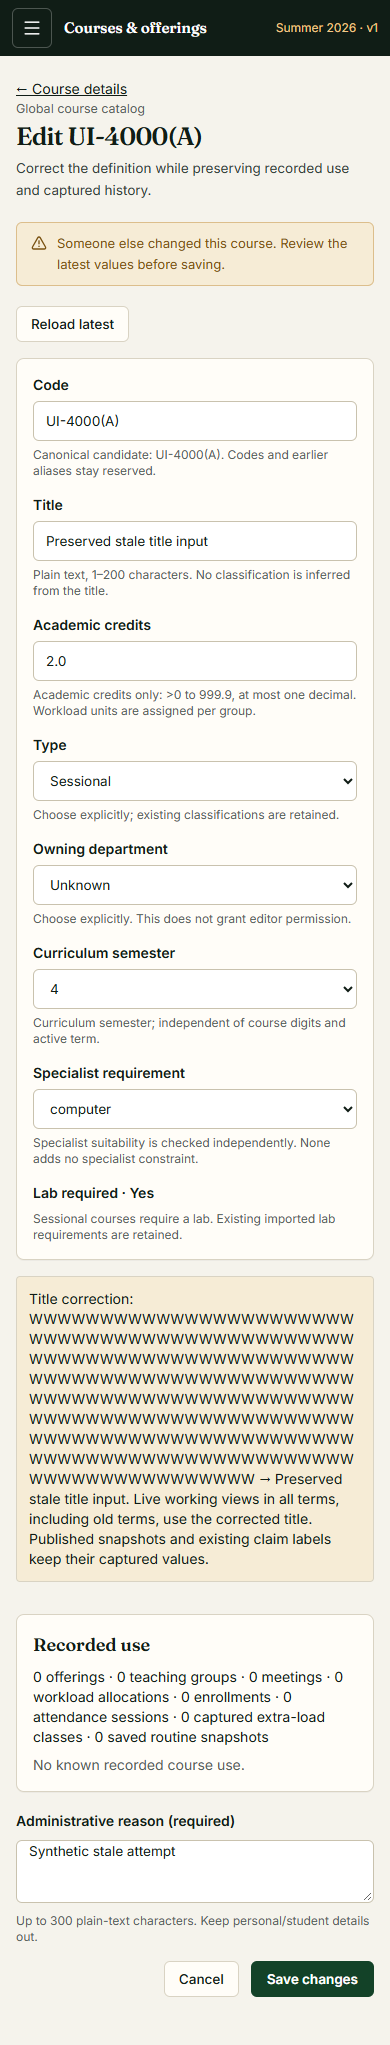 Courses & offerings
Summer 2026 · v1
← Course details
Global course catalog
Edit UI-4000(A)
Correct the definition while preserving recorded use
and captured history.
Someone else changed this course. Review the
latest values before saving.
Reload latest
Code
UI-4000(A)
Canonical candidate: UI-4000(A). Codes and earlier
aliases stay reserved.
Title
Preserved stale title input
Plain text, 1–200 characters. No classification is inferred
from the title.
Academic credits
2.0
Academic credits only: >0 to 999.9, at most one decimal.
Workload units are assigned per group.
Type
Sessional
Choose explicitly; existing classifications are retained.
Owning department
Unknown
Choose explicitly. This does not grant editor permission.
Curriculum semester
4
Curriculum semester; independent of course digits and
active term.
Specialist requirement
computer
Specialist suitability is checked independently. None
adds no specialist constraint.
Lab required · Yes
Sessional courses require a lab. Existing imported lab
requirements are retained.
Title correction:
WWWWWWWWWWWWWWWWWWWWWWW
WWWWWWWWWWWWWWWWWWWWWWW
WWWWWWWWWWWWWWWWWWWWWWW
WWWWWWWWWWWWWWWWWWWWWWW
WWWWWWWWWWWWWWWWWWWWWWW
WWWWWWWWWWWWWWWWWWWWWWW
WWWWWWWWWWWWWWWWWWWWWWW
WWWWWWWWWWWWWWWWWWWWWWW
WWWWWWWWWWWWWWWW → Preserved
stale title input. Live working views in all terms,
including old terms, use the corrected title.
Published snapshots and existing claim labels
keep their captured values.
Recorded use
0 offerings · 0 teaching groups · 0 meetings · 0
workload allocations · 0 enrollments · 0
attendance sessions · 0 captured extra-load
classes · 0 saved routine snapshots
No known recorded course use.
Administrative reason (required)
Synthetic stale attempt
Up to 300 plain-text characters. Keep personal/student details
out.
Cancel
Save changes